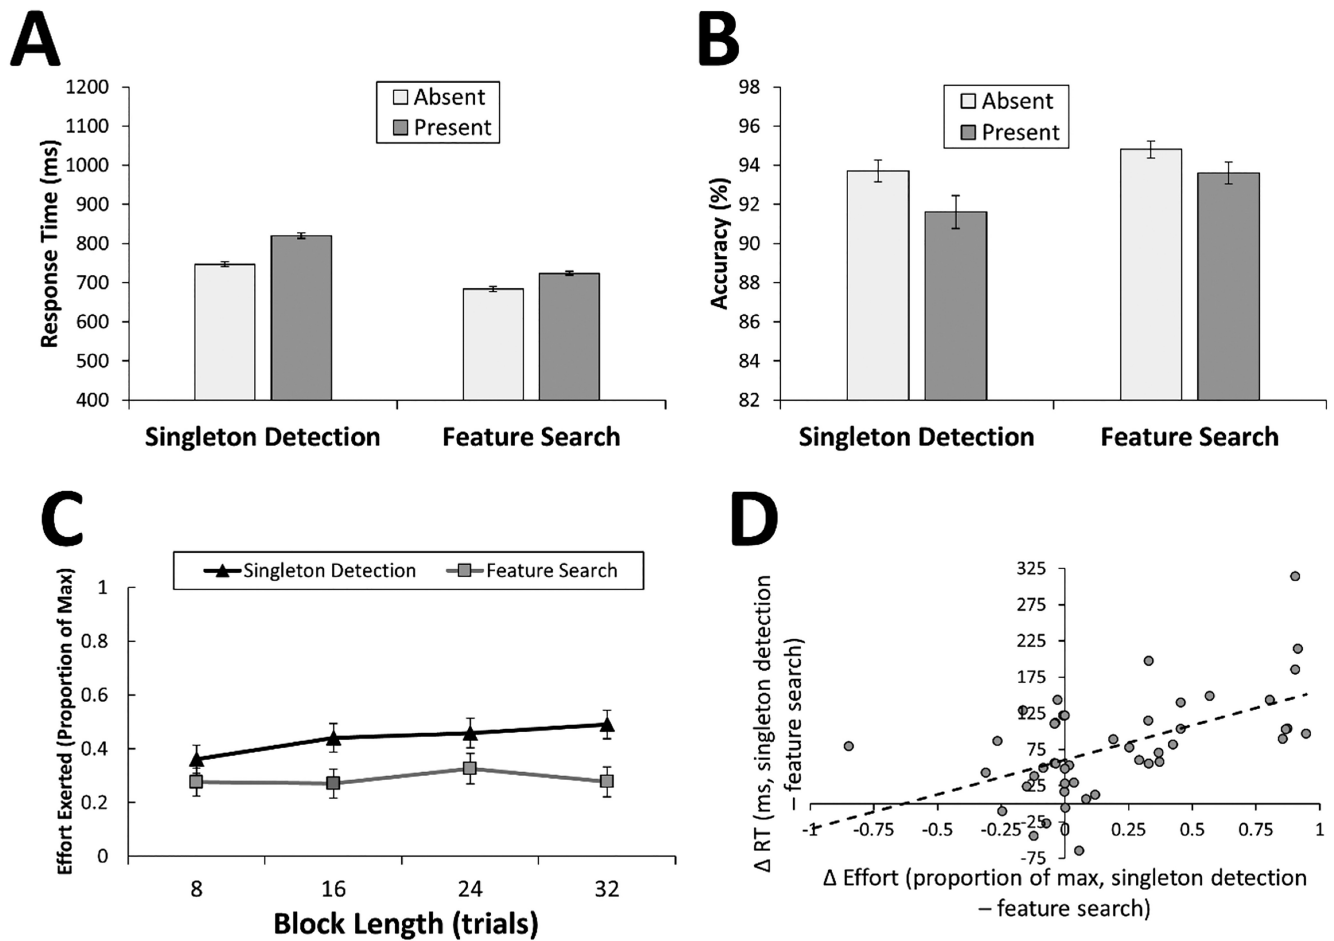 A
Response Time (ms)
1200
1100
1000
900
800
700
600
500
400
Absent
Present
Singleton Detection
Feature Search
B
Accuracy (%)
98
96
94
92
90
88
86
84
82
Absent
Present
Singleton Detection
Feature Search
C
Effort Exerted (Proportion of Max)
Singleton Detection
Feature Search
1
0.8
0.6
0.4
0.2
0
8
16
24
32
Block Length (trials)
D
Δ RT (ms, singleton detection
– feature search)
325
275
225
175
125
75
25
-25
-75
-1
-0.75
-0.5
-0.25
0
0.25
0.5
0.75
1
Δ Effort (proportion of max, singleton detection
– feature search)